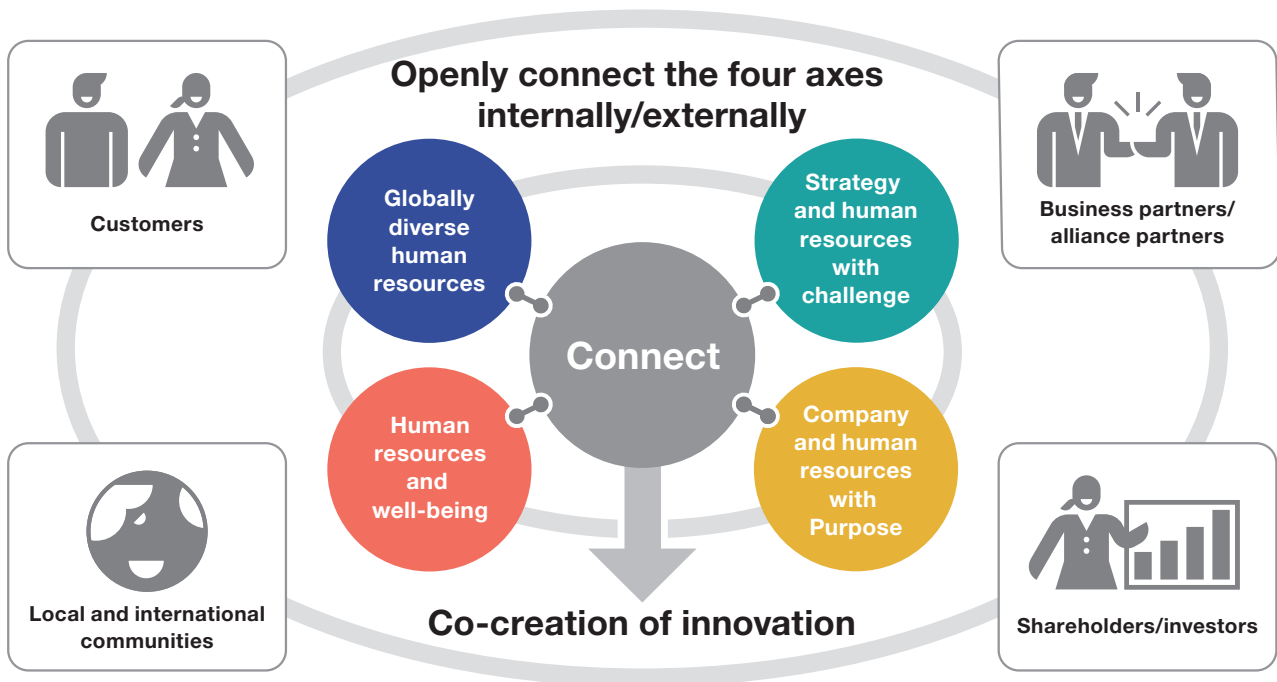 Openly connect the four axes
internally/externally
Customers
Business partners/
alliance partners
Globally
diverse
human
resources
Strategy
and human
resources
with
challenge
Connect
Human
resources
and
well-being
Company
and human
resources
with
Purpose
Local and international
communities
Co-creation of innovation
Shareholders/investors